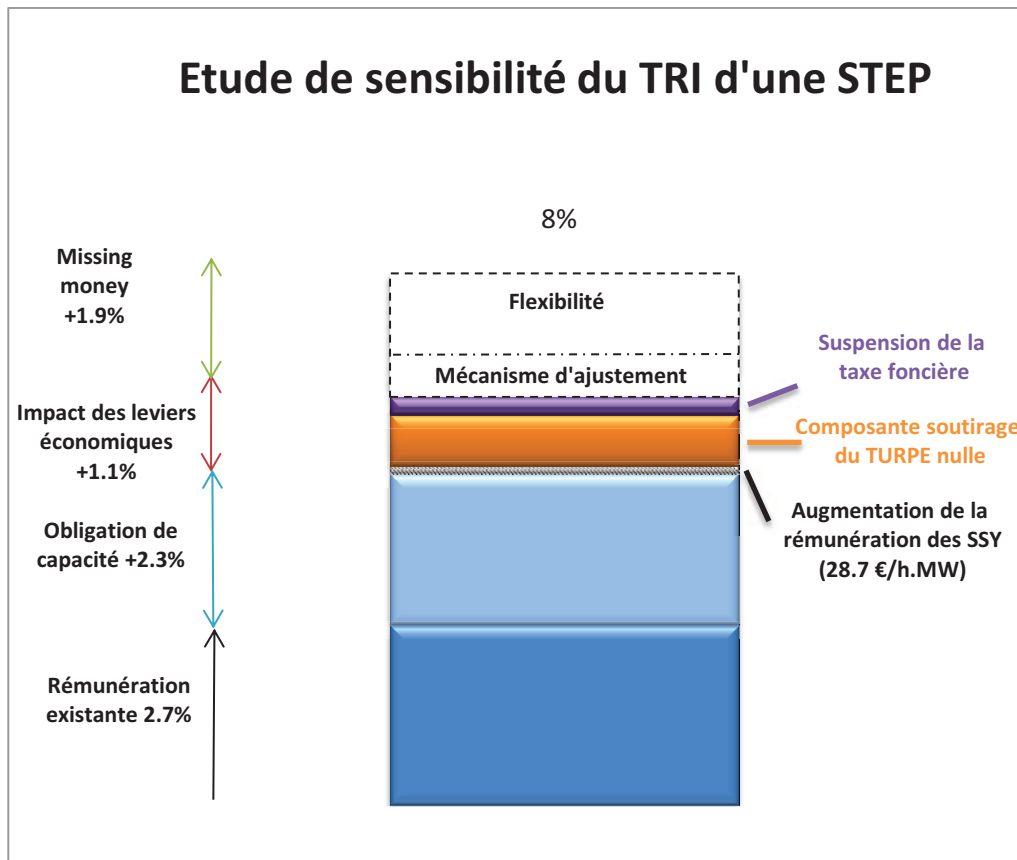 Etude de sensibilité du TRI d'une STEP
8%
Missing
money
+1.9%
Impact des leviers
économiques
+1.1%
Obligation de
capacité +2.3%
Rémunération
existante 2.7%
Flexibilité
Mécanisme d'ajustement
Suspension de la
taxe foncière
Composante soutirage
du TURPE nulle
Augmentation de la
rémunération des SSY
(28.7 €/h.MW)